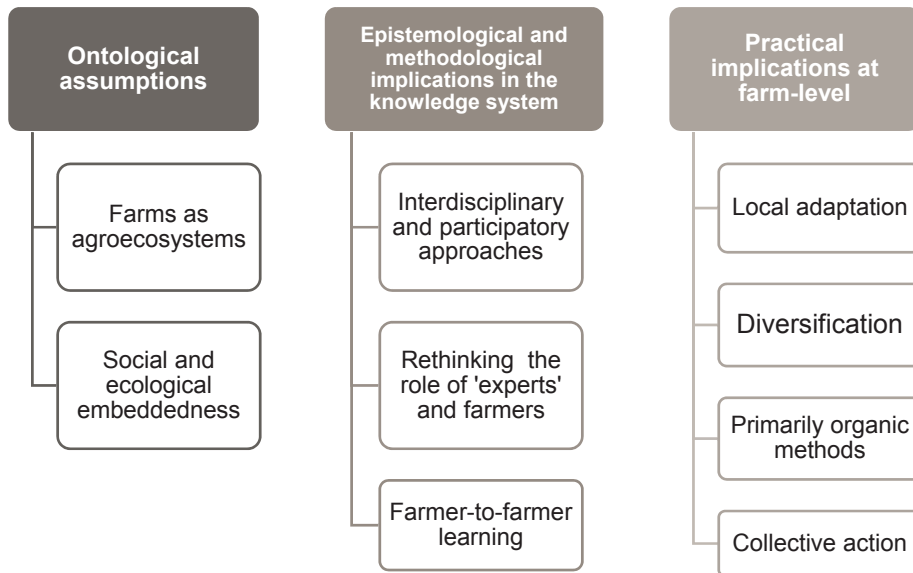 Ontological
assumptions
Farms as
agroecosystems
Social and
ecological
embeddedness
Epistemological and
methodological
implications in the
knowledge system
Interdisciplinary
and participatory
approaches
Rethinking the
role of 'experts'
and farmers
Farmer-to-farmer
learning
Practical
implications at
farm-level
Local adaptation
Diversification
Primarily organic
methods
Collective action